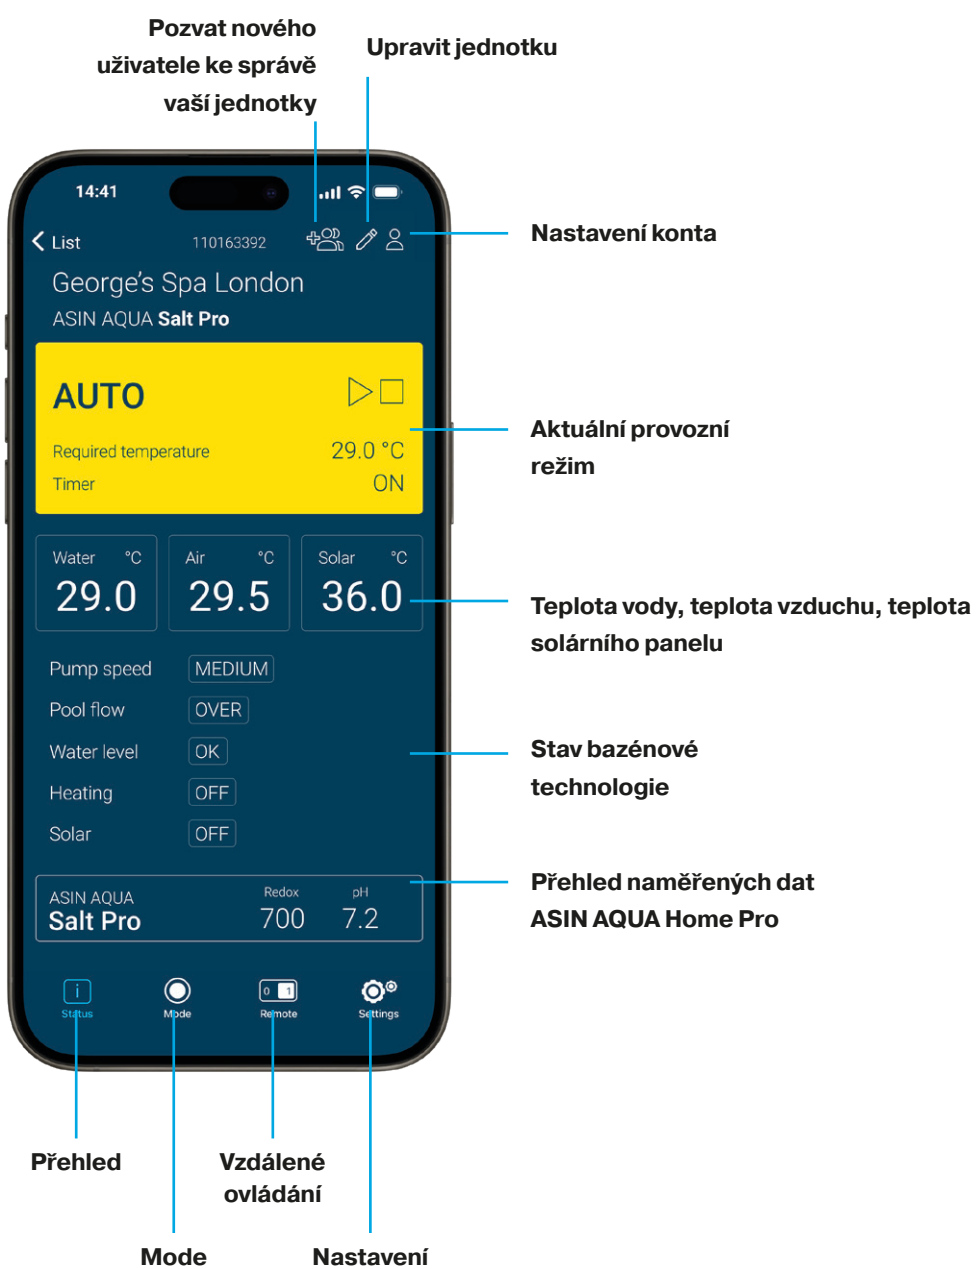 Pozvat nového
uživatele ke správě
vaší jednotky
Upravit jednotku
14:41
List
110163392
Nastavení konta
George's Spa London
ASIN AQUA Salt Pro
AUTO
Required temperature 29.0 °C
Timer ON
Aktuální provozní
režim
Water °C
29.0
Air °C
29.5
Solar °C
36.0
Teplota vody, teplota vzduchu, teplota
solárního panelu
Pump speed MEDIUM
Pool flow OVER
Water level OK
Heating OFF
Solar OFF
Stav bazénové
technologie
ASIN AQUA
Salt Pro
Redox
700
pH
7.2
Přehled naměřených dat
ASIN AQUA Home Pro
i
Status
Mode
0 1
Remote
Settings
Přehled
Vzdálené
ovládání
Mode
Nastavení